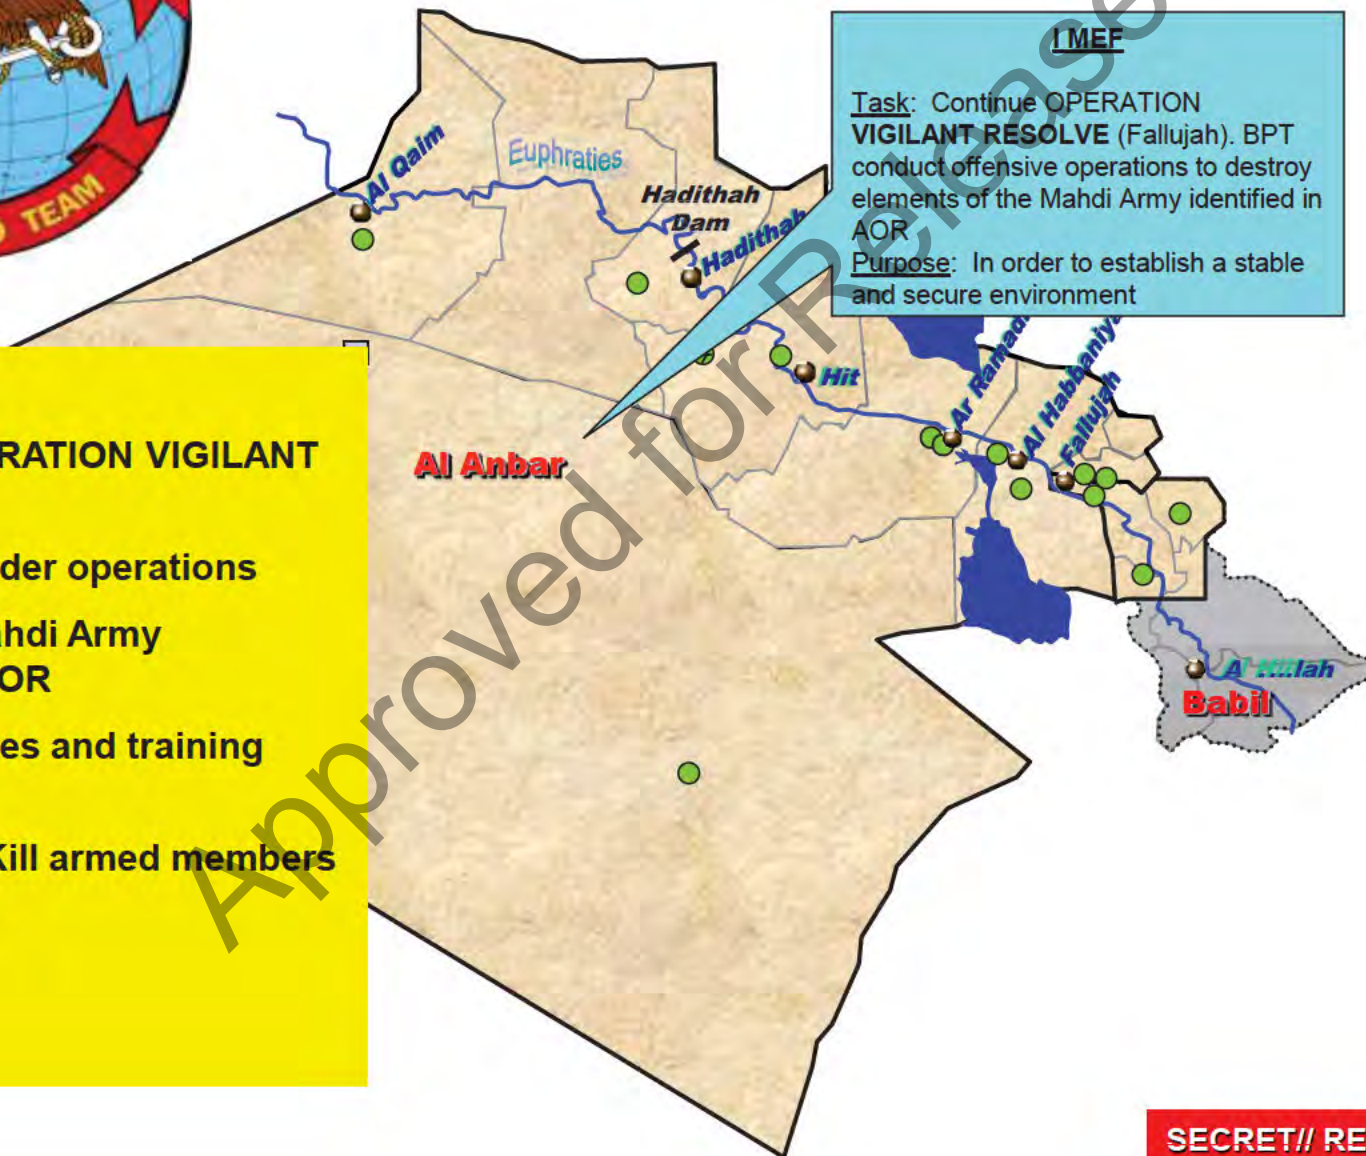 TEAM
I MEF
Task: Continue OPERATION
VIGILANT RESOLVE (Fallujah). BPT
conduct offensive operations to destroy
elements of the Mahdi Army identified in
AOR
Purpose: In order to establish a stable
and secure environment
Al Qaim
Euphraties
Hadithah
Dam
Hadithah
Hit
Ar Ramadi
Al Habbaniya
Fallujah
Al Anbar
RATION VIGILANT
der operations
hdi Army
OR
es and training
Kill armed members
Al lah
Babil
Approved for Release
SECRET// RE